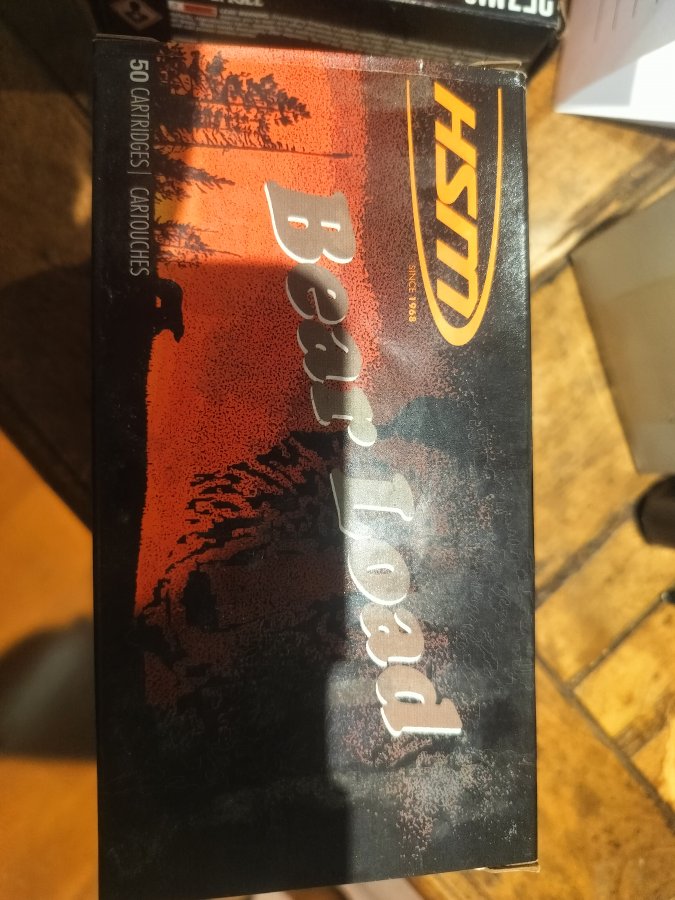 HSM
SINCE 1968
Bear Load
50 CARTRIDGES | CARTOUCHES